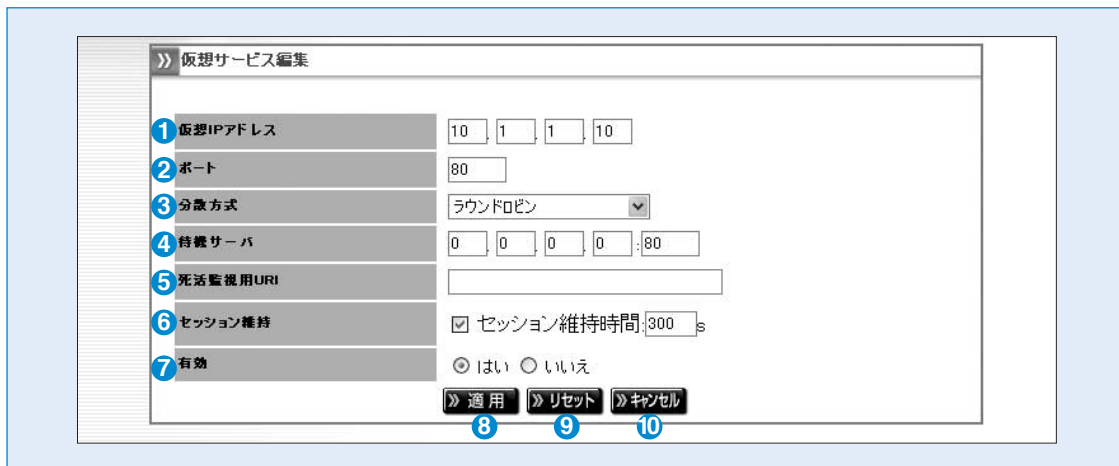 » 仮想サービス編集
1 仮想IPアドレス 10 . 1 . 1 . 10
2 ポート 80
3 分散方式 ラウンドロビン
4 待機サーバ 0 . 0 . 0 . 0 :80
5 死活監視用URI
6 セッション維持 セッション維持時間:300 s
7 有効 はい いいえ
» 適用 » リセット » キャンセル
8 9 10